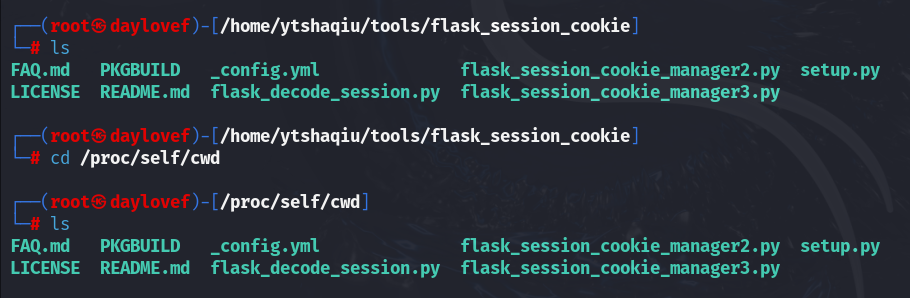 ┌──(root㉿daylovef)-[/home/ytshaqiu/tools/flask_session_cookie]
└─# ls
FAQ.md   PKGBUILD   _config.yml              flask_session_cookie_manager2.py  setup.py
LICENSE  README.md  flask_decode_session.py  flask_session_cookie_manager3.py
┌──(root㉿daylovef)-[/home/ytshaqiu/tools/flask_session_cookie]
└─# cd /proc/self/cwd
┌──(root㉿daylovef)-[/proc/self/cwd]
└─# ls
FAQ.md   PKGBUILD   _config.yml              flask_session_cookie_manager2.py  setup.py
LICENSE  README.md  flask_decode_session.py  flask_session_cookie_manager3.py